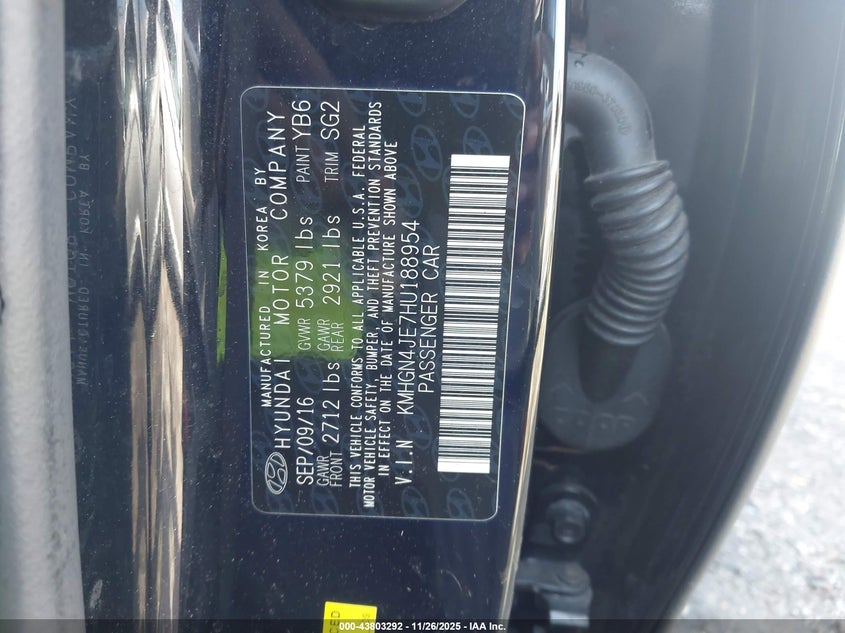 MANUFACTURED IN KOREA BY
HYUNDAI MOTOR COMPANY
SEP/09/16 GVWR 5379 lbs PAINT YB6
GAWR FRONT 2712 lbs GAWR REAR 2921 lbs TRIM SG2
THIS VEHICLE CONFORMS TO ALL APPLICABLE U.S.A. FEDERAL
MOTOR VEHICLE SAFETY, BUMPER, AND THEFT PREVENTION STANDARDS
IN EFFECT ON THE DATE OF MANUFACTURE SHOWN ABOVE
V.I.N KMHGN4JE7HU188954
PASSENGER CAR
000-43803292 - 11/26/2025 - IAA Inc.